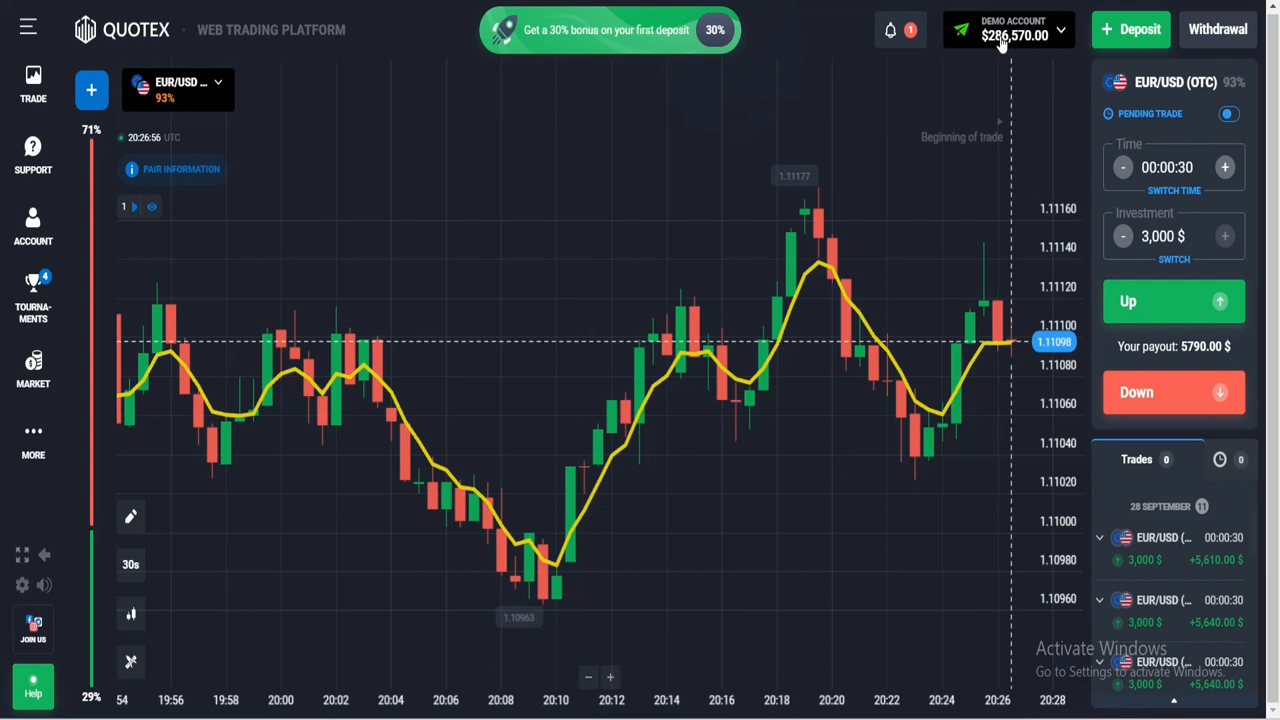 QUOTEX
WEB TRADING PLATFORM
Get a 30% bonus on your first deposit
30%
1
DEMO ACCOUNT
$286,570.00
+ Deposit
Withdrawal
TRADE
SUPPORT
ACCOUNT
4
TOURNA-
MENTS
MARKET
MORE
JOIN US
Help
+
EUR/USD ...
93%
71%
20:26:56 UTC
i PAIR INFORMATION
1
29%
30s
Beginning of trade
1.11177
1.10963
1.11160
1.11140
1.11120
1.11100
1.11098
1.11080
1.11060
1.11040
1.11020
1.11000
1.10980
1.10960
54 19:56 19:58 20:00 20:02 20:04 20:06 20:08 20:10 20:12 20:14 20:16 20:18 20:20 20:22 20:24 20:26 20:28
EUR/USD (OTC) 93%
PENDING TRADE
Time
- 00:00:30 +
SWITCH TIME
Investment
- 3,000 $ +
SWITCH
Up
Your payout: 5790.00 $
Down
Trades 0
0
28 SEPTEMBER 11
EUR/USD (... 00:00:30
3,000 $ +5,610.00 $
EUR/USD (... 00:00:30
3,000 $ +5,640.00 $
EUR/USD (... 00:00:30
3,000 $ +5,640.00 $
Activate Windows
Go to Settings to activate Windows.